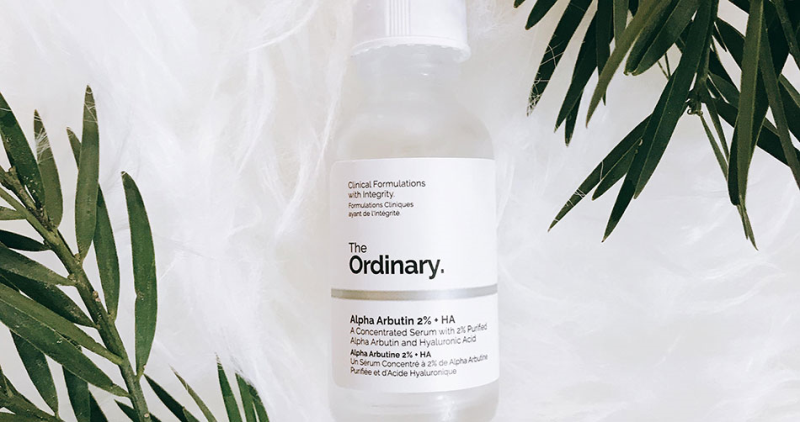 Clinical Formulations
with Integrity.
Formulations Cliniques
ayant de l'intégrité.
The
Ordinary.
Alpha Arbutin 2% + HA
A Concentrated Serum with 2% Purified
Alpha Arbutin and Hyaluronic Acid
Alpha Arbutine 2% + HA
Un Sérum Concentré à 2% de Alpha Arbutine
Purifiée et d'Acide Hyaluronique